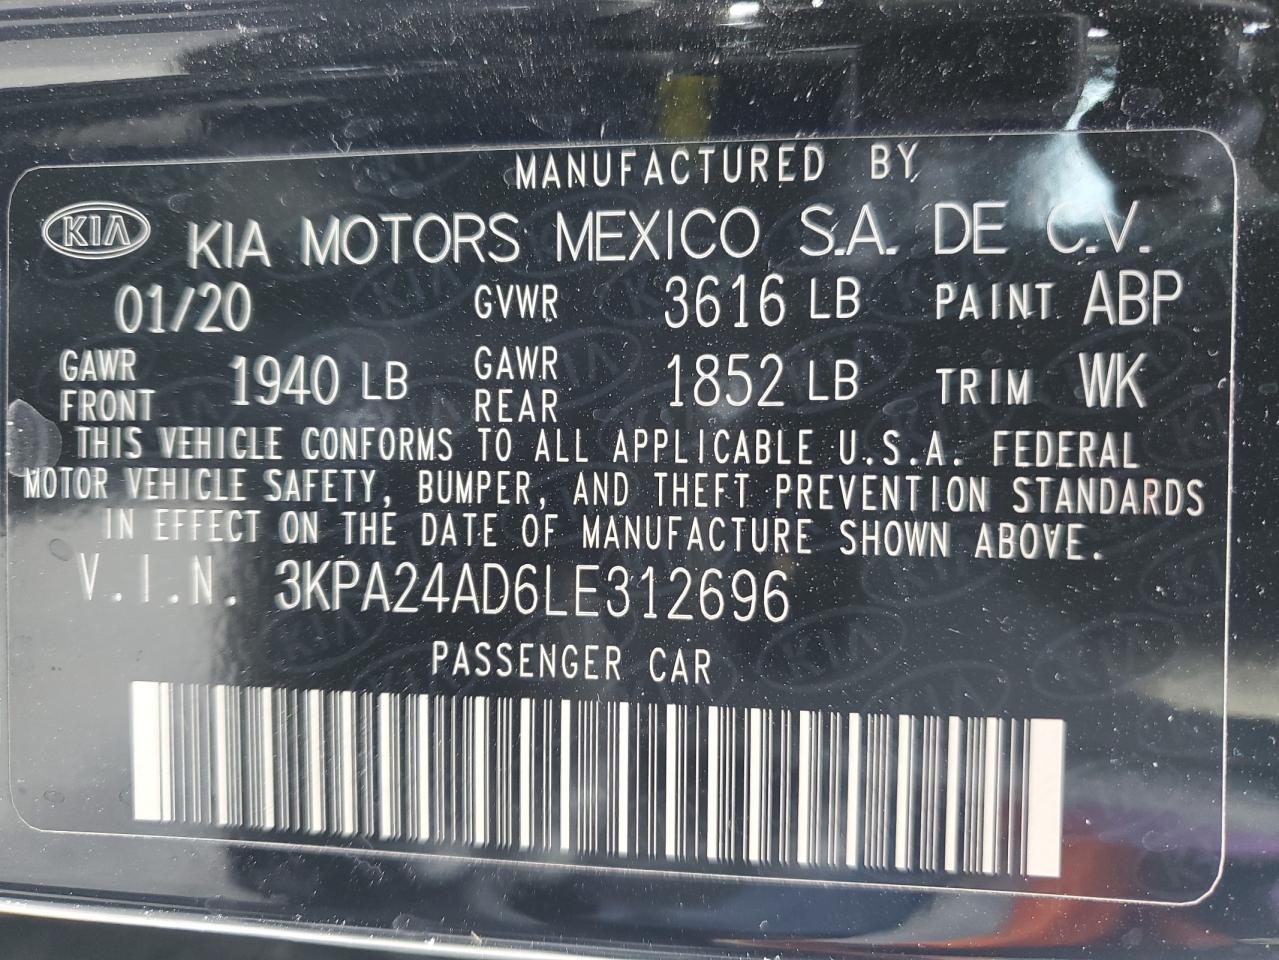 MANUFACTURED BY
KIA KIA MOTORS MEXICO S.A. DE C.V.
01/20 GVWR 3616 LB PAINT ABP
GAWR FRONT 1940 LB GAWR REAR 1852 LB TRIM WK
THIS VEHICLE CONFORMS TO ALL APPLICABLE U.S.A. FEDERAL
MOTOR VEHICLE SAFETY, BUMPER, AND THEFT PREVENTION STANDARDS
IN EFFECT ON THE DATE OF MANUFACTURE SHOWN ABOVE.
V.I.N. 3KPA24AD6LE312696
PASSENGER CAR